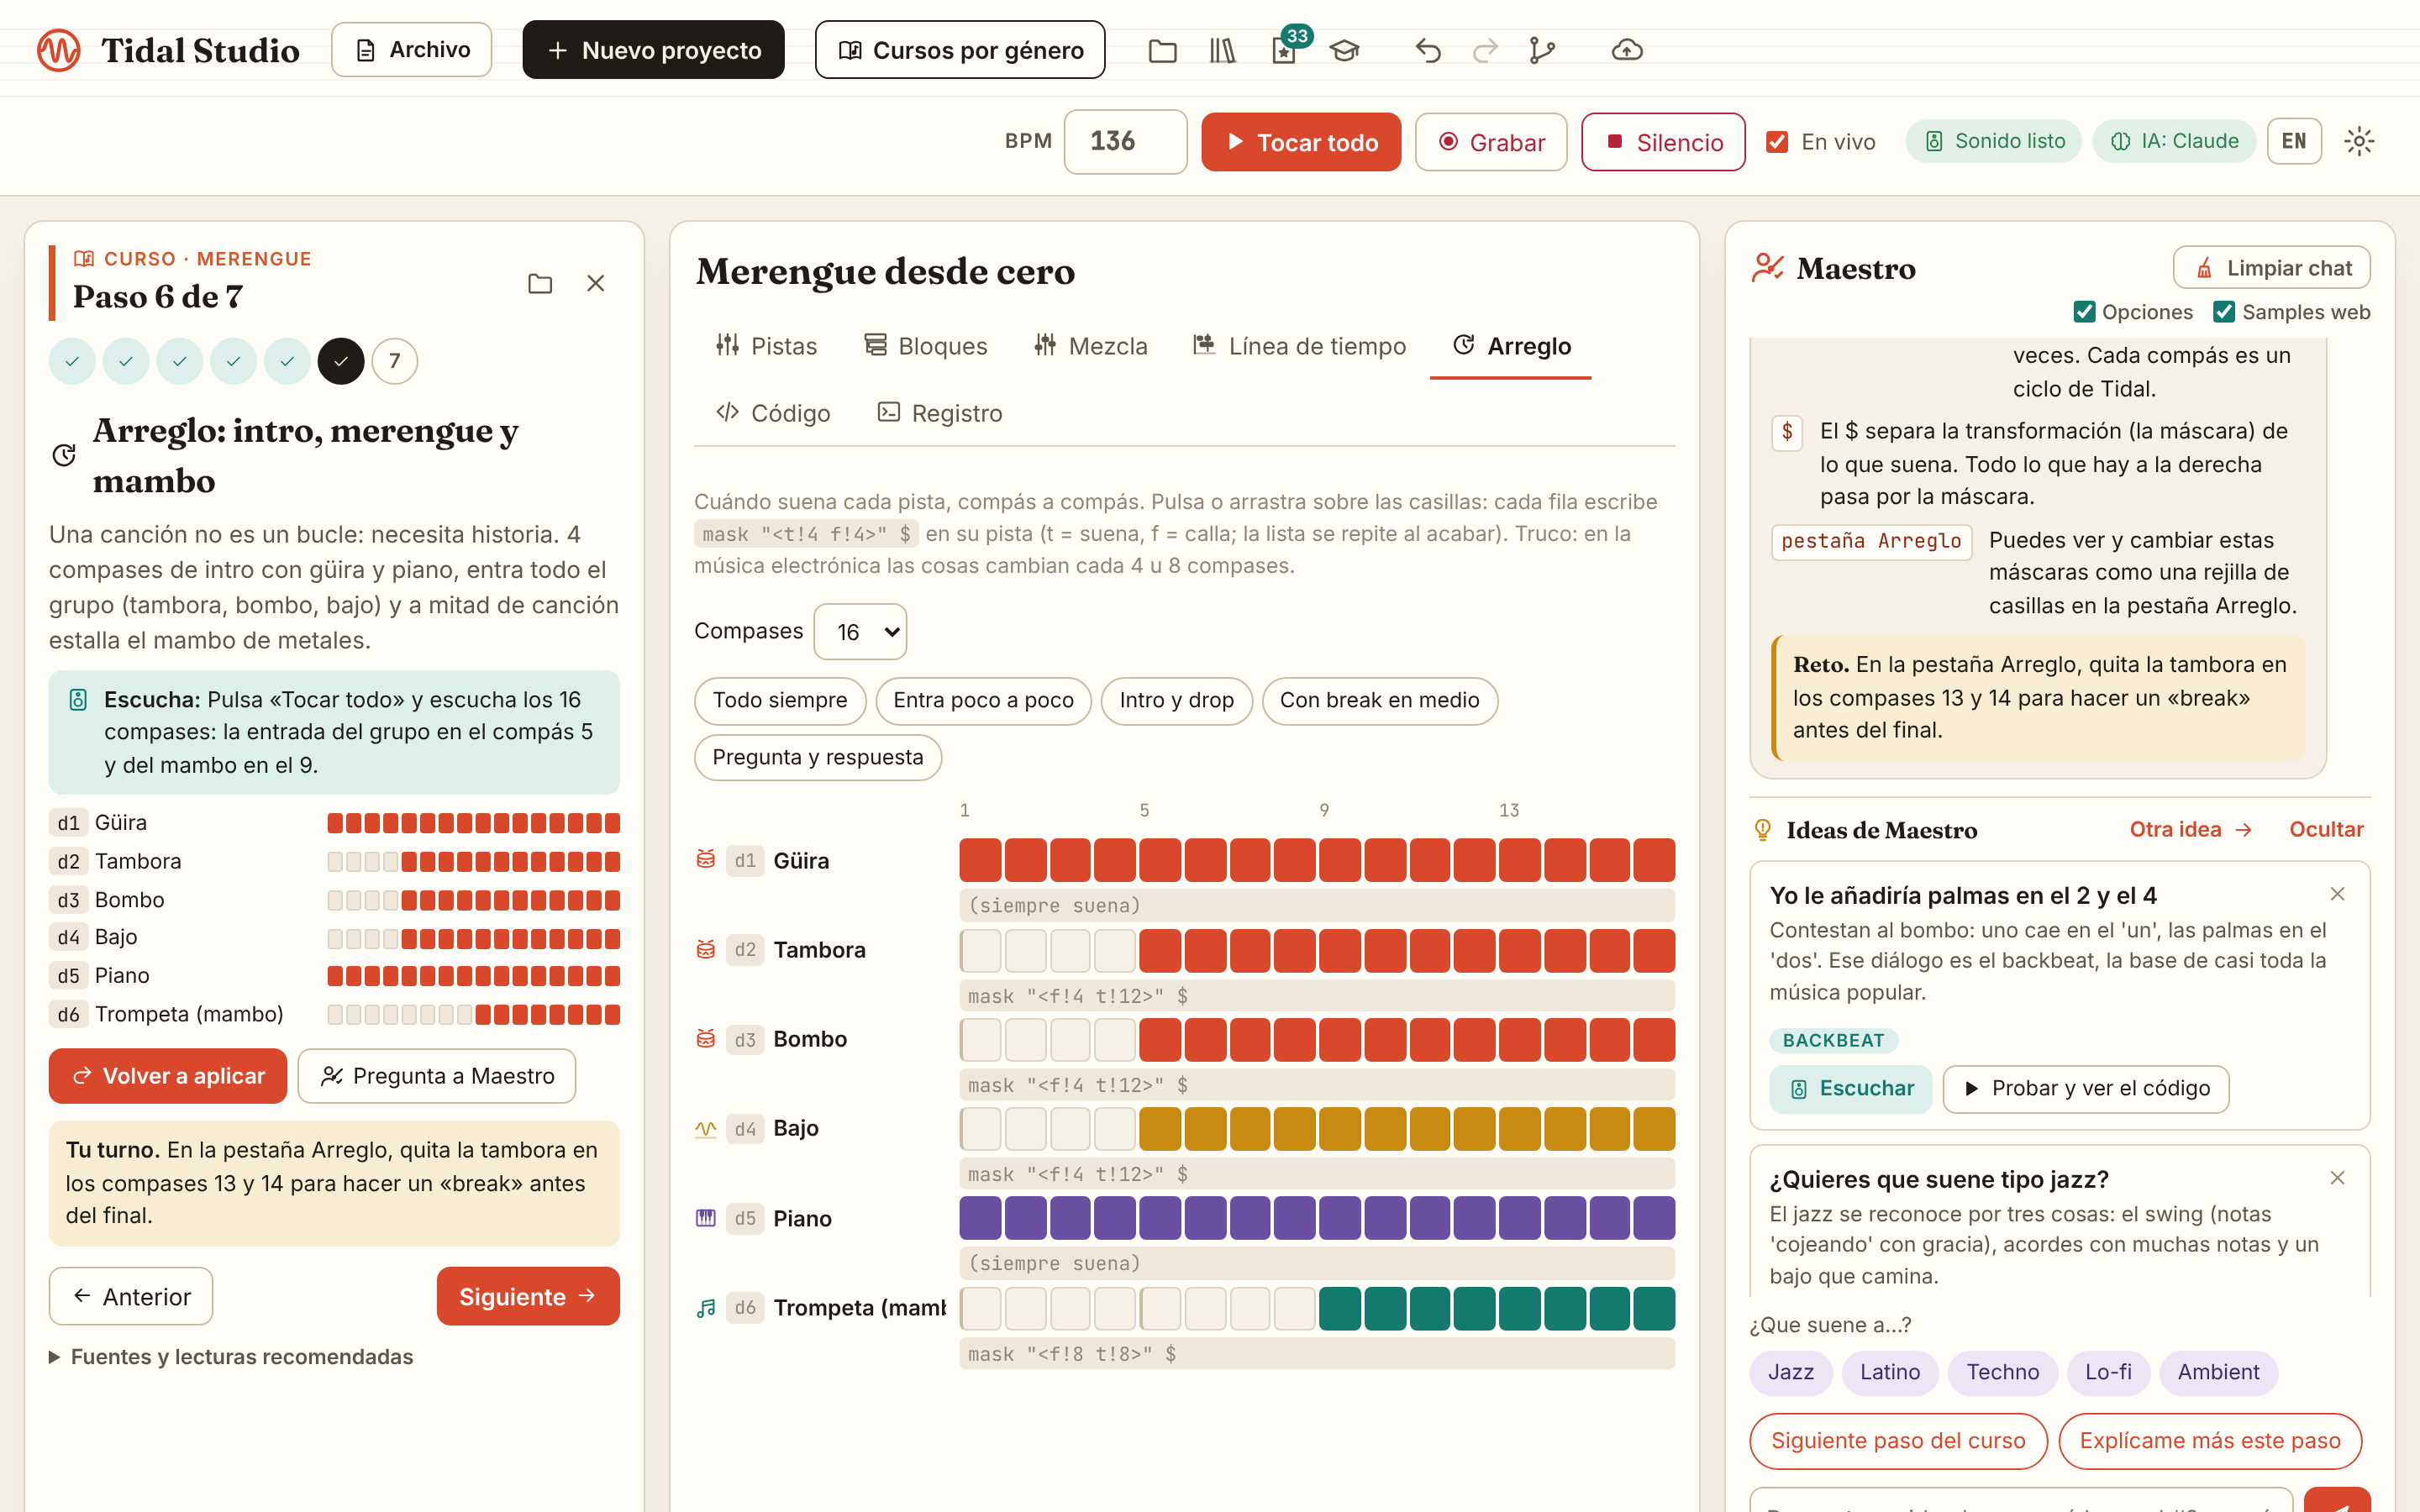 Tidal Studio
Archivo
Nuevo proyecto
Cursos por género
33
BPM
136
Tocar todo
Grabar
Silencio
En vivo
Sonido listo
IA: Claude
EN
CURSO · MERENGUE
Paso 6 de 7
7
Arreglo: intro, merengue y
mambo
Una canción no es un bucle: necesita historia. 4
compases de intro con güira y piano, entra todo el
grupo (tambora, bombo, bajo) y a mitad de canción
estalla el mambo de metales.
Escucha: Pulsa «Tocar todo» y escucha los 16
compases: la entrada del grupo en el compás 5
y del mambo en el 9.
d1 Güira
d2 Tambora
d3 Bombo
d4 Bajo
d5 Piano
d6 Trompeta (mambo)
Volver a aplicar
Pregunta a Maestro
Tu turno. En la pestaña Arreglo, quita la tambora en
los compases 13 y 14 para hacer un «break» antes
del final.
Anterior
Siguiente
Fuentes y lecturas recomendadas
Merengue desde cero
Pistas
Bloques
Mezcla
Línea de tiempo
Arreglo
Código
Registro
Cuándo suena cada pista, compás a compás. Pulsa o arrastra sobre las casillas: cada fila escribe
mask "<t!4 f!4>" $ en su pista (t = suena, f = calla; la lista se repite al acabar). Truco: en la
música electrónica las cosas cambian cada 4 u 8 compases.
Compases 16
Todo siempre
Entra poco a poco
Intro y drop
Con break en medio
Pregunta y respuesta
1 5 9 13
d1 Güira
(siempre suena)
d2 Tambora
mask "<f!4 t!12>" $
d3 Bombo
mask "<f!4 t!12>" $
d4 Bajo
mask "<f!4 t!12>" $
d5 Piano
(siempre suena)
d6 Trompeta (mamb
mask "<f!8 t!8>" $
Maestro
Limpiar chat
Opciones
Samples web
veces. Cada compás es un
ciclo de Tidal.
$ El $ separa la transformación (la máscara) de
lo que suena. Todo lo que hay a la derecha
pasa por la máscara.
pestaña Arreglo Puedes ver y cambiar estas
máscaras como una rejilla de
casillas en la pestaña Arreglo.
Reto. En la pestaña Arreglo, quita la tambora en
los compases 13 y 14 para hacer un «break»
antes del final.
Ideas de Maestro
Otra idea
Ocultar
Yo le añadiría palmas en el 2 y el 4
Contestan al bombo: uno cae en el 'un', las palmas en el
'dos'. Ese diálogo es el backbeat, la base de casi toda la
música popular.
BACKBEAT
Escuchar
Probar y ver el código
¿Quieres que suene tipo jazz?
El jazz se reconoce por tres cosas: el swing (notas
'cojeando' con gracia), acordes con muchas notas y un
bajo que camina.
¿Que suene a...?
Jazz
Latino
Techno
Lo-fi
Ambient
Siguiente paso del curso
Explícame más este paso